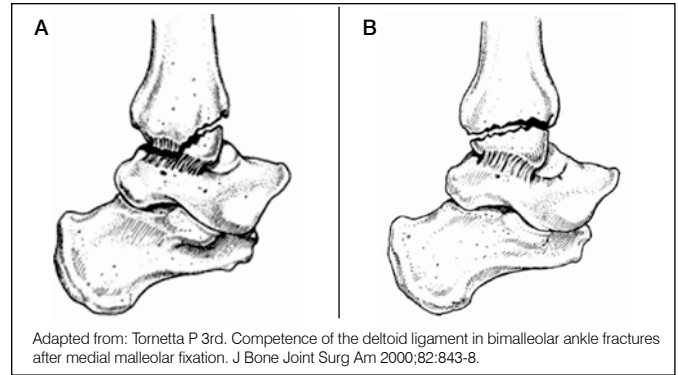 A
B
Adapted from: Tornetta P 3rd. Competence of the deltoid ligament in bimalleolar ankle fractures
after medial malleolar fixation. J Bone Joint Surg Am 2000;82:843-8.